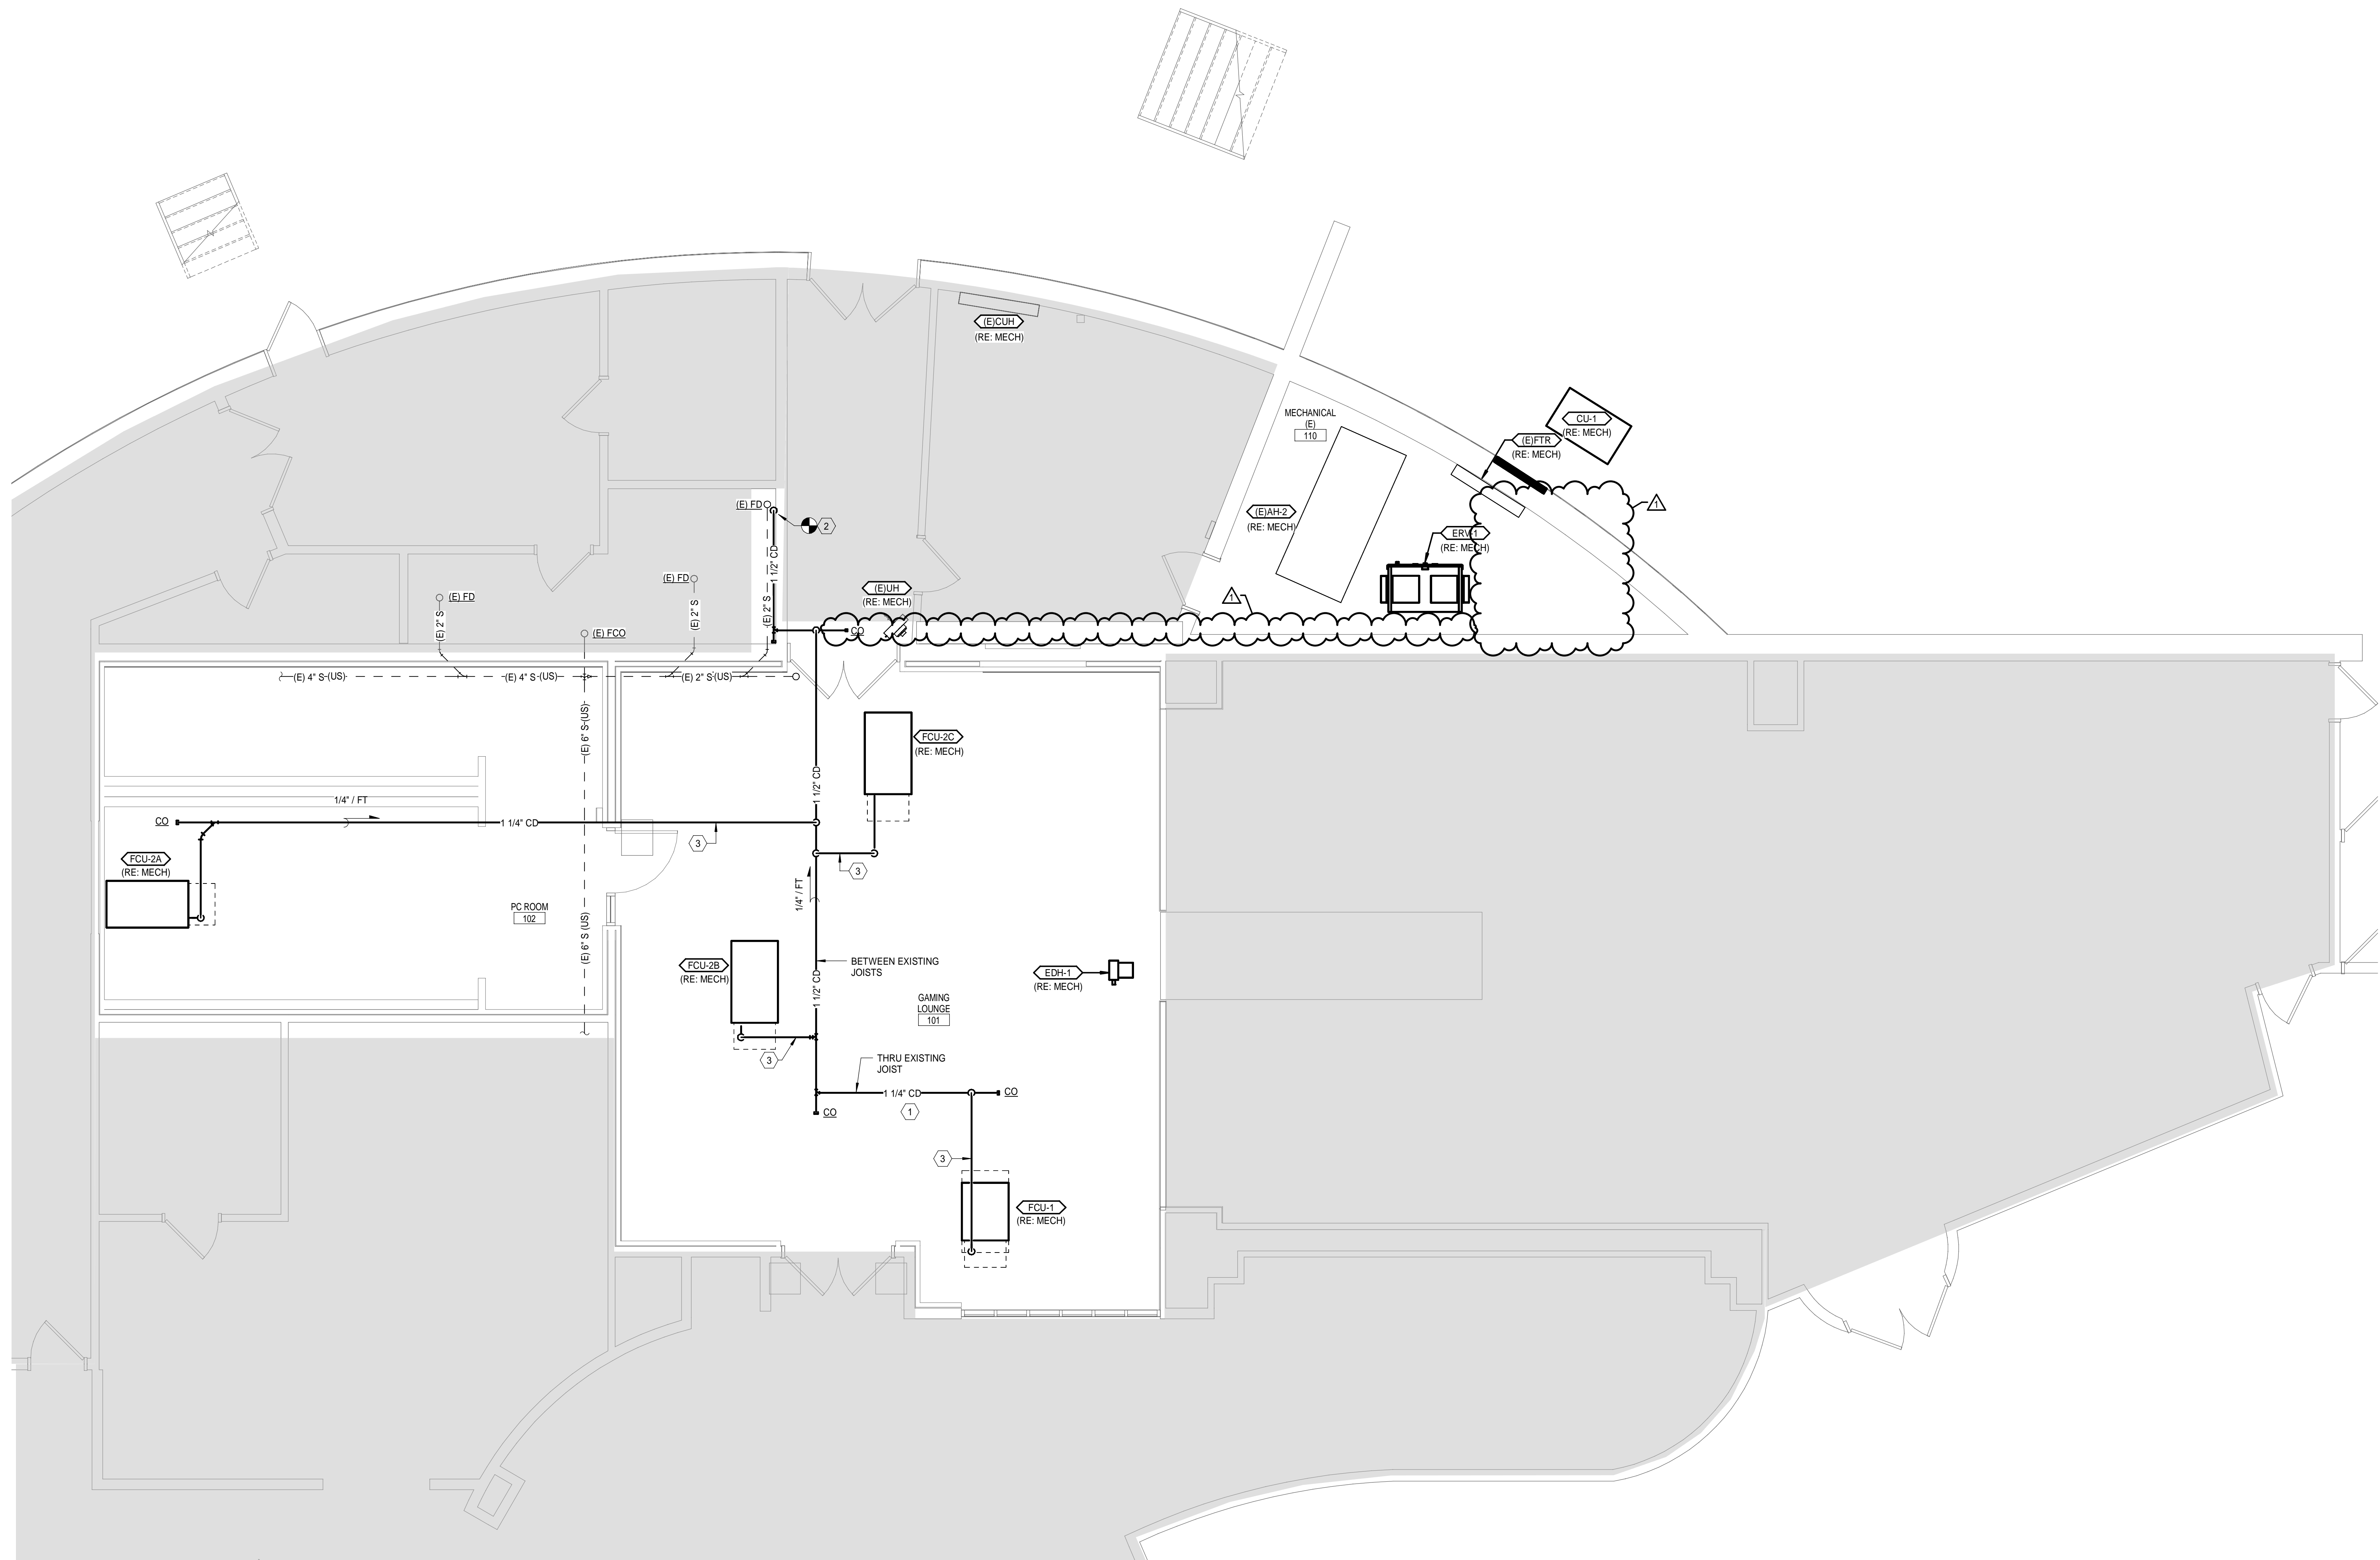 (E)CUH
(RE: MECH)
MECHANICAL
(E)
110
CU-1
(RE: MECH)
(E)FTR
(RE: MECH)
(E)AH-2
(RE: MECH)
ERV-1
(RE: MECH)
1
1
(E) FD
2
1 1/2" CD
(E) 2" S
(E) FD
(E) 2" S
(E) FD
(E) 2" S
(E) FCO
(E)UH
(RE: MECH)
CO
(E) 4" S (US)
(E) 4" S (US)
(E) 2" S (US)
(E) 6" S (US)
FCU-2C
(RE: MECH)
1 1/2" CD
1/4" / FT
CO
1 1/4" CD
3
3
FCU-2A
(RE: MECH)
1/4" / FT
PC ROOM
102
(E) 6" S (US)
FCU-2B
(RE: MECH)
BETWEEN EXISTING
JOISTS
1 1/2" CD
EDH-1
(RE: MECH)
GAMING
LOUNGE
101
3
THRU EXISTING
JOIST
1 1/4" CD
CO
CO
1
3
FCU-1
(RE: MECH)